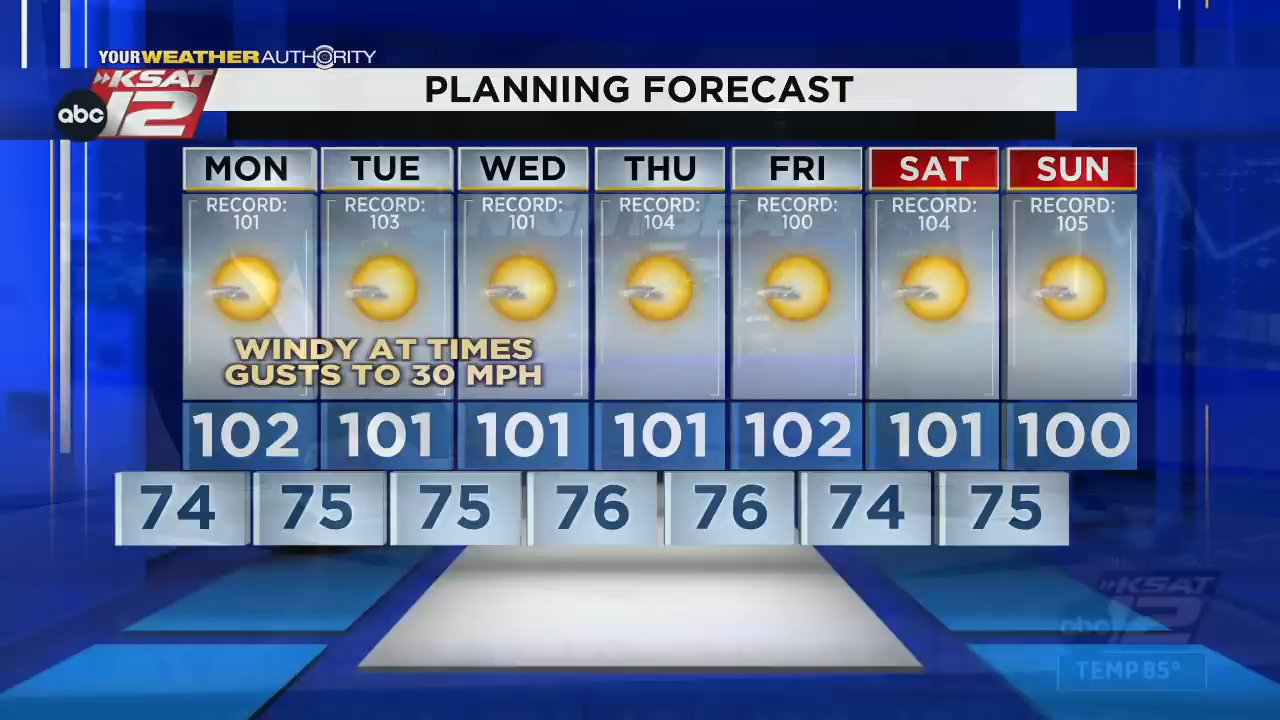 YOURWEATHERAUTHORITY
KSAT
abc 12
PLANNING FORECAST
MON TUE WED THU FRI SAT SUN
RECORD: RECORD: RECORD: RECORD: RECORD: RECORD: RECORD:
101 103 101 104 100 104 105
WINDY AT TIMES
GUSTS TO 30 MPH
102 101 101 101 102 101 100
74 75 75 76 76 74 75
KSAT
abc 12
TEMP 85°